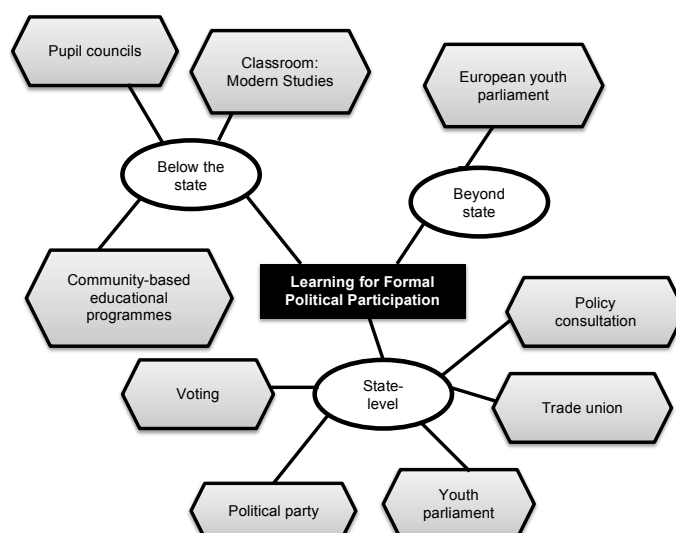 Pupil councils
Classroom:
Modern Studies
European youth
parliament
Below the
state
Beyond
state
Community-based
educational
programmes
Learning for Formal
Political Participation
Policy
consultation
Voting
State-
level
Trade union
Political party
Youth
parliament